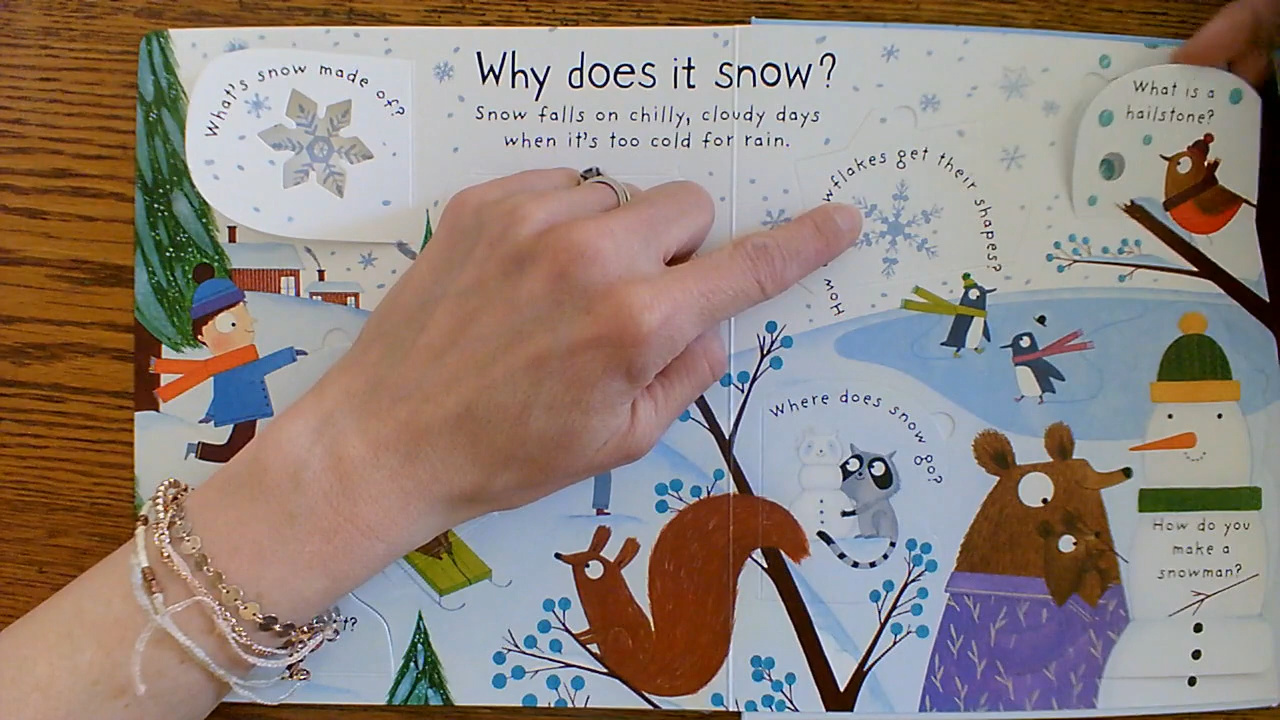 What's snow made of?
Why does it snow?
Snow falls on chilly, cloudy days
when it's too cold for rain.
How flakes get their shapes?
What is a
hailstone?
Where does snow go?
How do you
make a
snowman?